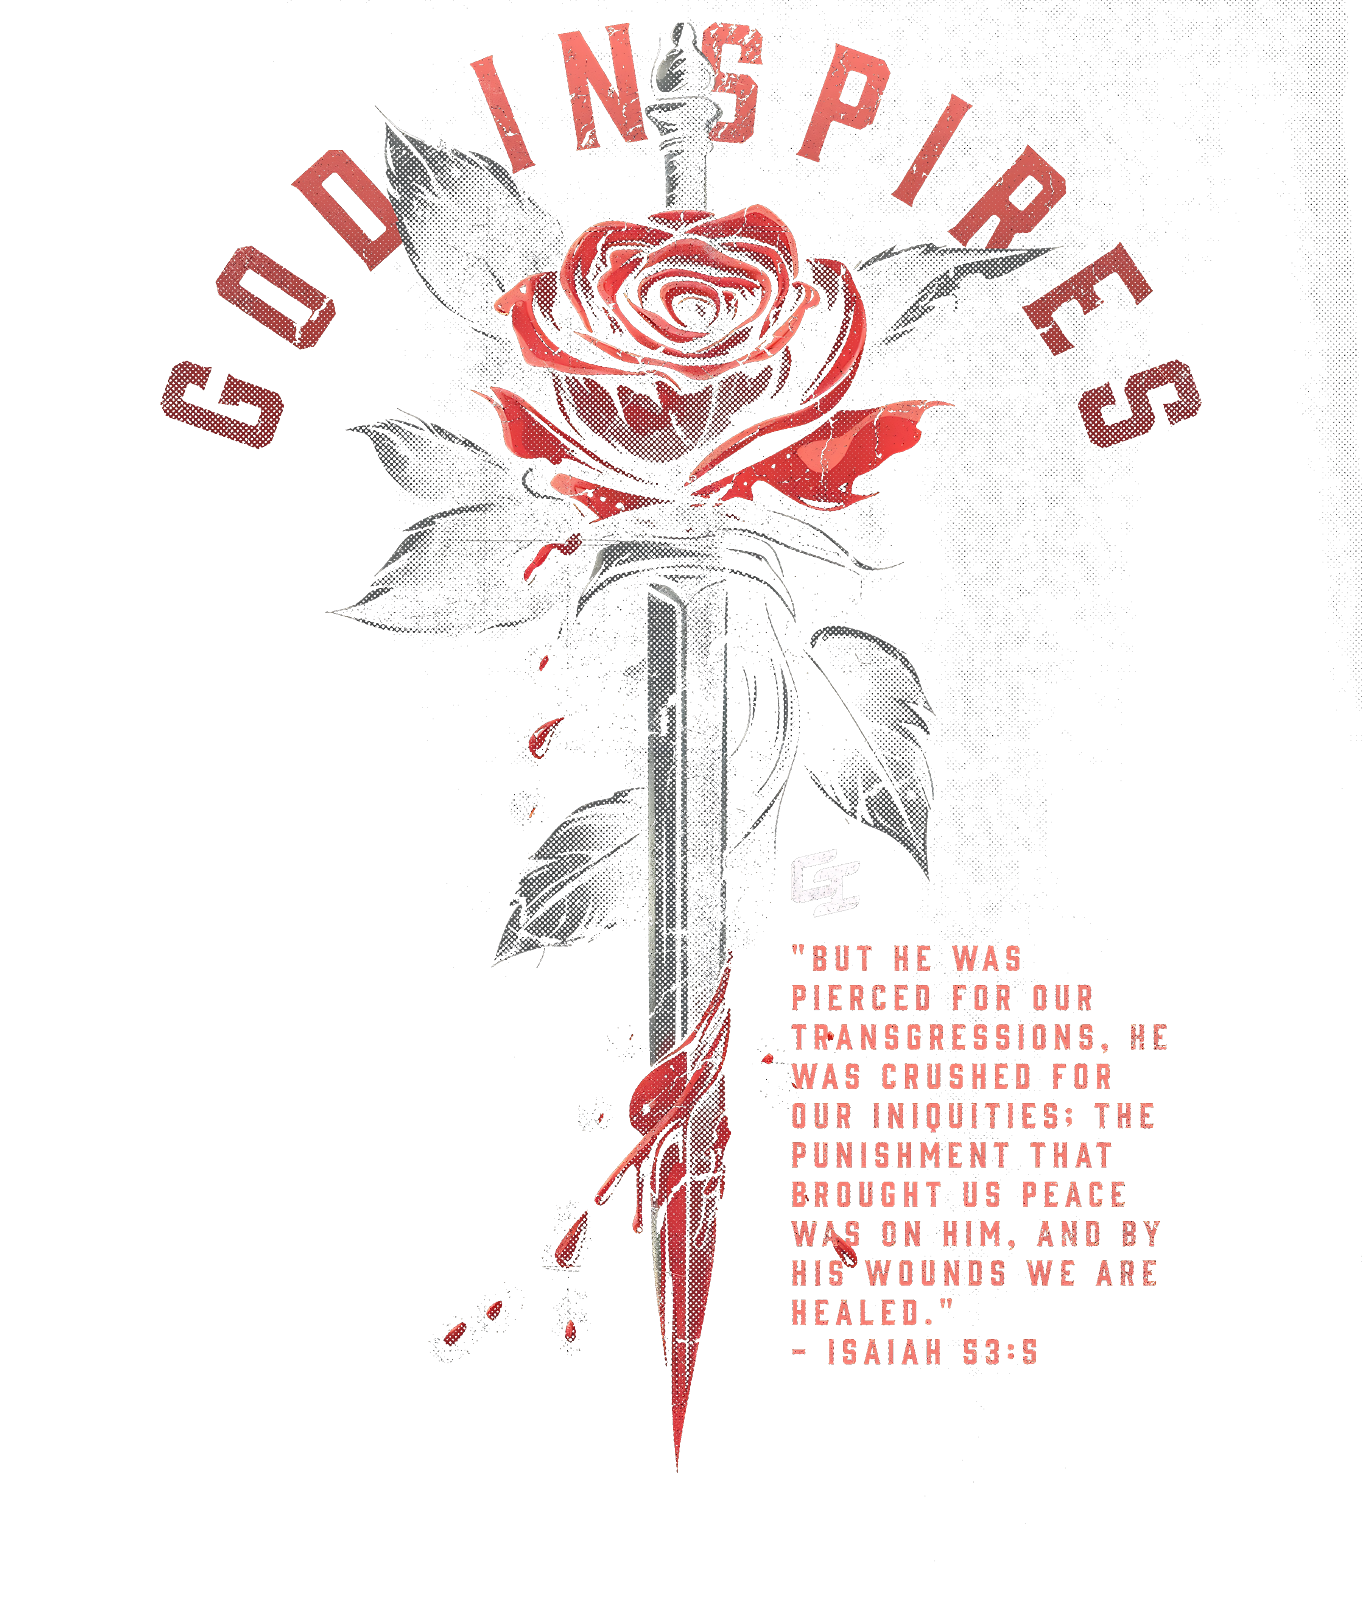 GOD INSPIRES
"BUT HE WAS
PIERCED FOR OUR
TRANSGRESSIONS, HE
WAS CRUSHED FOR
OUR INIQUITIES; THE
PUNISHMENT THAT
BROUGHT US PEACE
WAS ON HIM, AND BY
HIS WOUNDS WE ARE
HEALED."
- ISAIAH 53:5